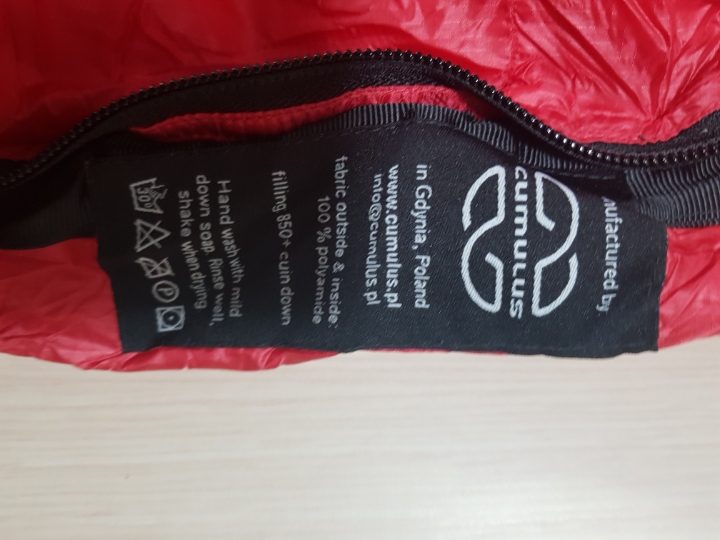 nufactured by
CUMULUS
in Gdynia, Poland
www.cumulus.pl
info@cumulus.pl
fabric outside & inside:
100 % polyamide
filling 850+ cuin down
Hand wash with mild
down soap. Rinse well,
shake when drying